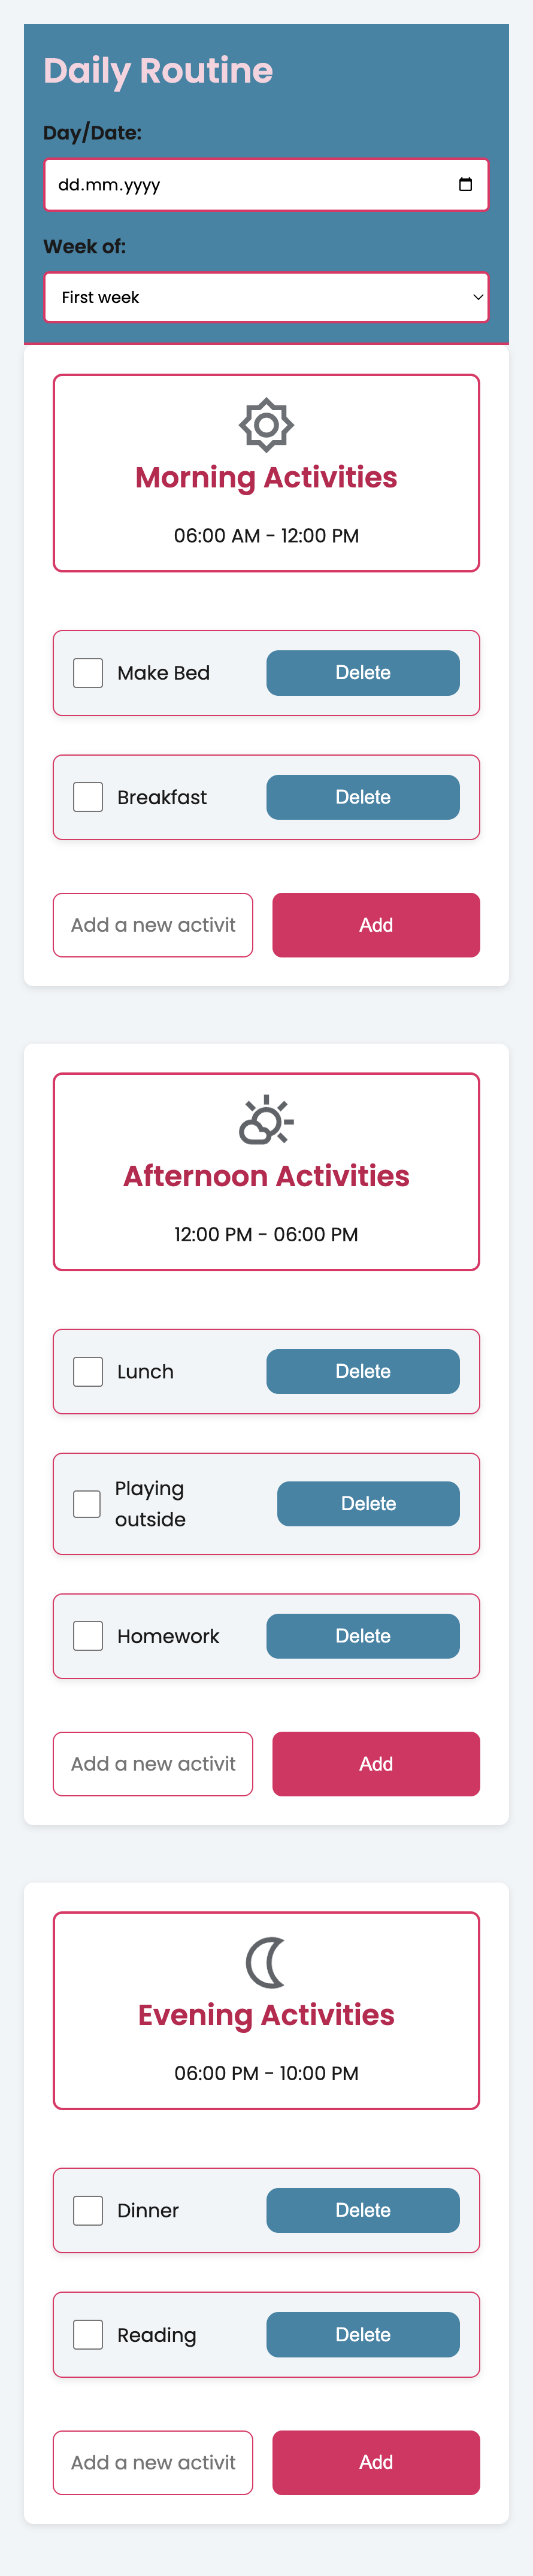 Daily Routine
Day/Date:
dd.mm.yyyy
Week of:
First week
Morning Activities
06:00 AM - 12:00 PM
Make Bed
Delete
Breakfast
Delete
Add a new activit
Add
Afternoon Activities
12:00 PM - 06:00 PM
Lunch
Delete
Playing
outside
Delete
Homework
Delete
Add a new activit
Add
Evening Activities
06:00 PM - 10:00 PM
Dinner
Delete
Reading
Delete
Add a new activit
Add